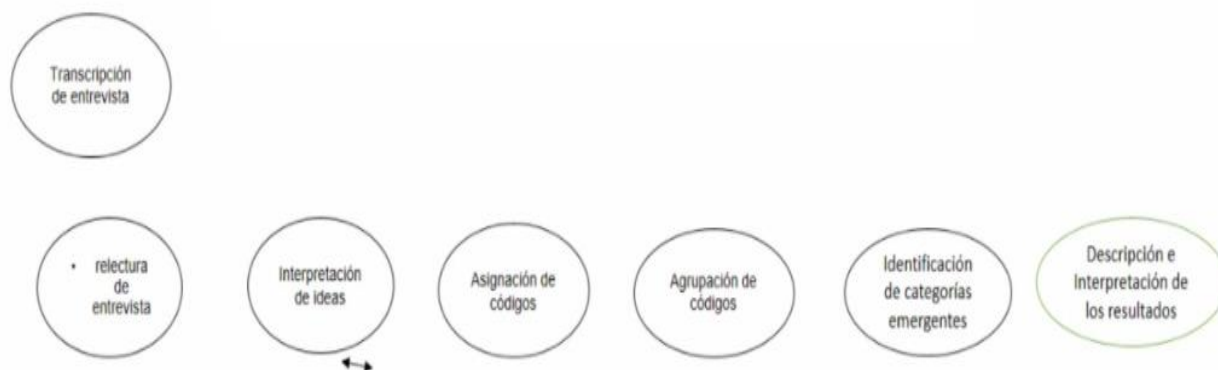 Transcripción
de entrevista
• relectura
de
entrevista
Interpretación
de ideas
Asignación de
códigos
Agrupación de
códigos
Identificación
de categorías
emergentes
Descripción e
Interpretación de
los resultados